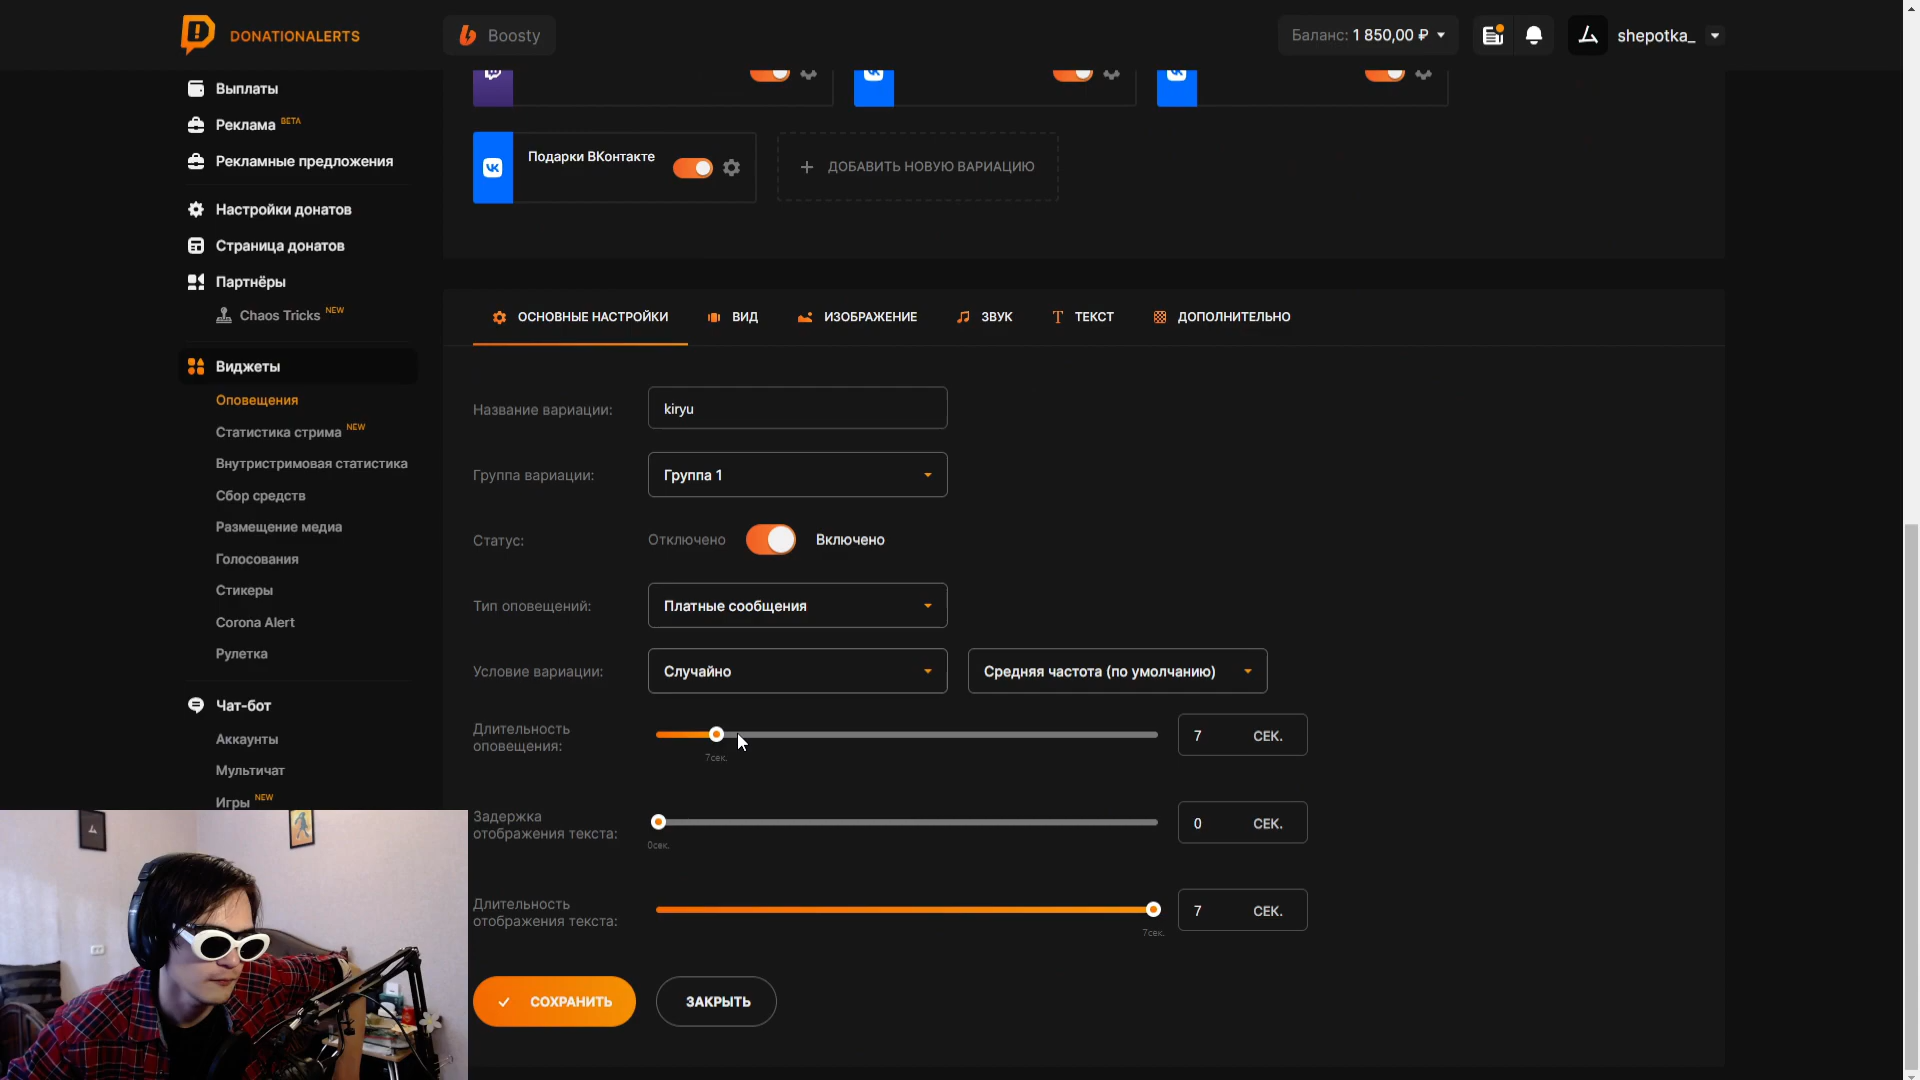 DONATIONALERTS
Boosty
Баланс: 1 850,00 ₽
shepotka_
Выплаты
Реклама BETA
Рекламные предложения
Настройки донатов
Страница донатов
Партнёры
Chaos Tricks NEW
Виджеты
Оповещения
Статистика стрима NEW
Внутристримовая статистика
Сбор средств
Размещение медиа
Голосования
Стикеры
Corona Alert
Рулетка
Чат-бот
Аккаунты
Мультичат
Игры NEW
Подарки ВКонтакте
+ ДОБАВИТЬ НОВУЮ ВАРИАЦИЮ
ОСНОВНЫЕ НАСТРОЙКИ
ВИД
ИЗОБРАЖЕНИЕ
ЗВУК
ТЕКСТ
ДОПОЛНИТЕЛЬНО
Название вариации:
kiryu
Группа вариации:
Группа 1
Статус:
Отключено
Включено
Тип оповещений:
Платные сообщения
Условие вариации:
Случайно
Средняя частота (по умолчанию)
Длительность
оповещения:
7сек.
7 СЕК.
Задержка
отображения текста:
0сек.
0 СЕК.
Длительность
отображения текста:
7сек.
7 СЕК.
СОХРАНИТЬ
ЗАКРЫТЬ